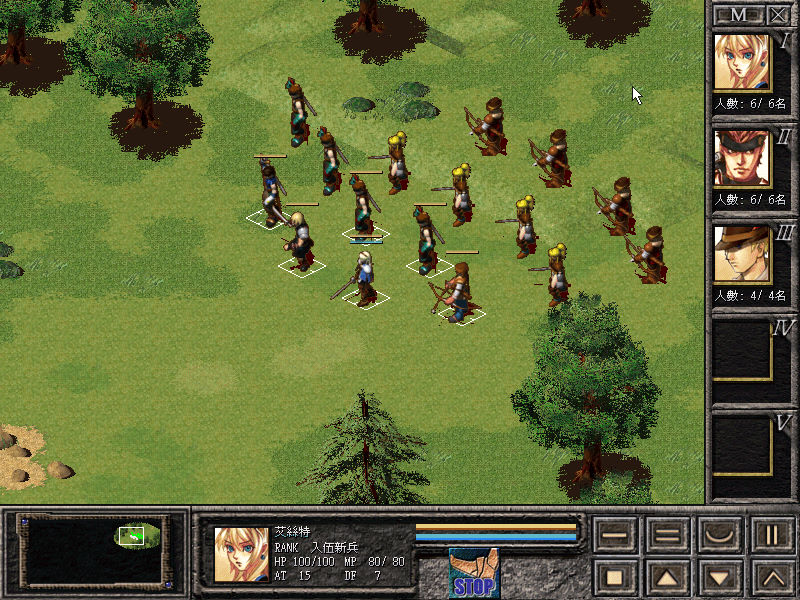 M
I
人數: 6/ 6名
II
人數: 6/ 6名
III
人數: 4/ 4名
IV
V
艾絲特
RANK 入伍新兵
HP 100/100 MP 80/ 80
AT 15 DF 7
STOP